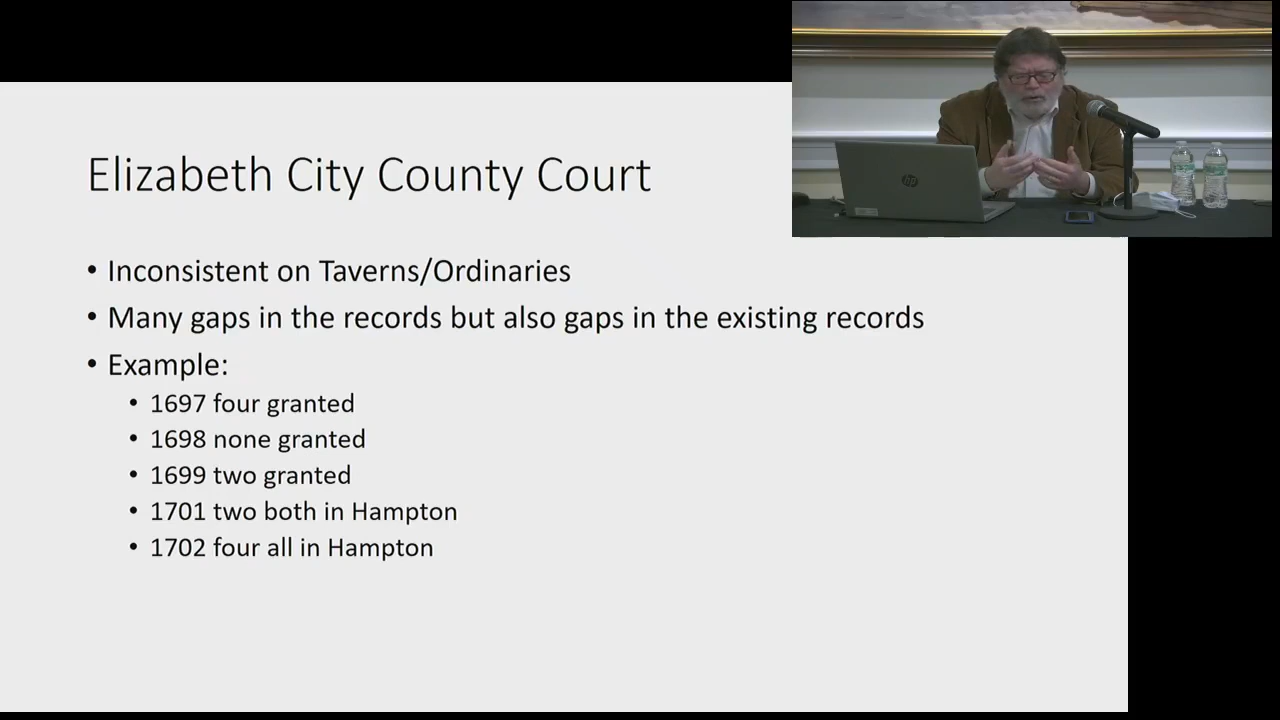 Elizabeth City County Court
• Inconsistent on Taverns/Ordinaries
• Many gaps in the records but also gaps in the existing records
• Example:
• 1697 four granted
• 1698 none granted
• 1699 two granted
• 1701 two both in Hampton
• 1702 four all in Hampton
hp